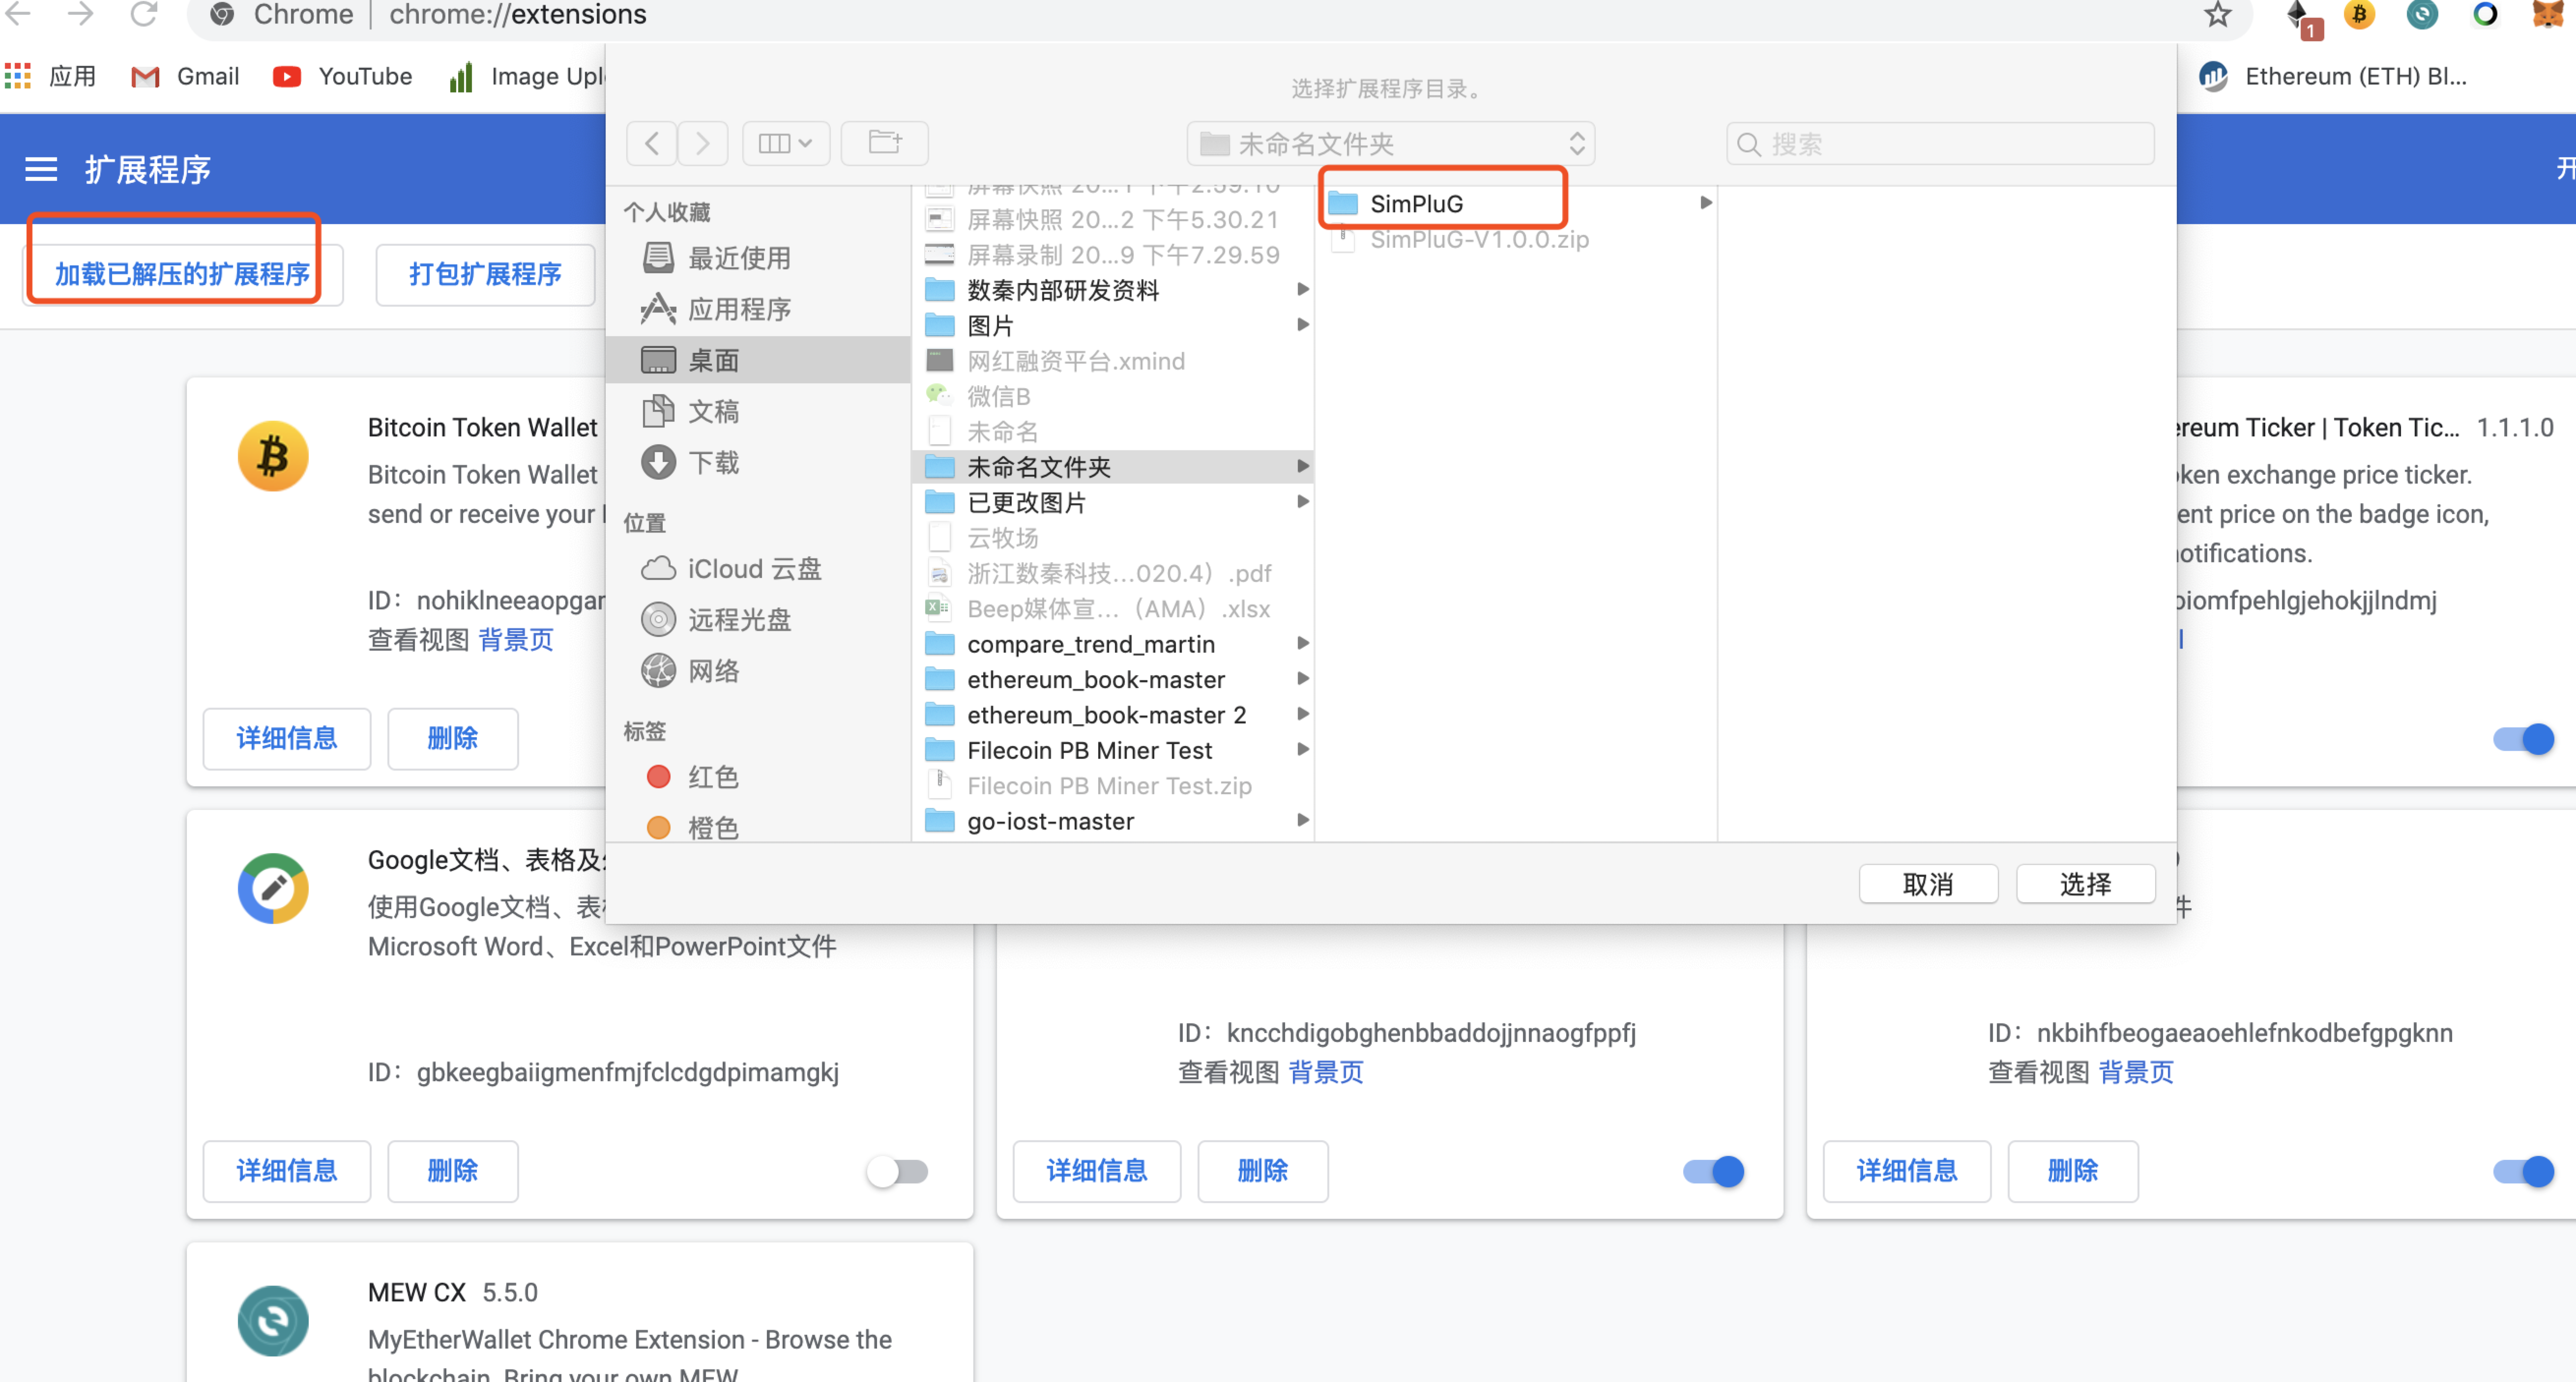 Chrome | chrome://extensions
1
应用 Gmail YouTube Image Uplo
Ethereum (ETH) Bl...
扩展程序
开
加载已解压的扩展程序
打包扩展程序
选择扩展程序目录。
未命名文件夹
搜索
个人收藏
最近使用
应用程序
桌面
文稿
下载
位置
iCloud 云盘
远程光盘
网络
标签
红色
橙色
屏幕快照 20...1 下午2.59.10
屏幕快照 20...2 下午5.30.21
屏幕录制 20...9 下午7.29.59
数秦内部研发资料
图片
网红融资平台.xmind
微信B
未命名
未命名文件夹
已更改图片
云牧场
浙江数秦科技...020.4）.pdf
Beep媒体宣...（AMA）.xlsx
compare_trend_martin
ethereum_book-master
ethereum_book-master 2
Filecoin PB Miner Test
Filecoin PB Miner Test.zip
go-iost-master
SimPluG
SimPluG-V1.0.0.zip
取消
选择
Bitcoin Token Wallet
Bitcoin Token Wallet
send or receive your
ID：nohiklneeaopgar
查看视图 背景页
详细信息
删除
ereum Ticker | Token Tic... 1.1.1.0
ken exchange price ticker.
ent price on the badge icon,
otifications.
oiomfpehlgjehokjjlndmj
Google文档、表格及
使用Google文档、表
Microsoft Word、Excel和PowerPoint文件
ID：gbkeegbaiigmenfmjfclcdgdpimamgkj
详细信息
删除
ID：kncchdigobghenbbaddojjnnaogfppfj
查看视图 背景页
详细信息
删除
件
ID：nkbihfbeogaeaoehlefnkodbefgpgknn
查看视图 背景页
详细信息
删除
MEW CX 5.5.0
MyEtherWallet Chrome Extension - Browse the
blockchain. Bring your own MEW